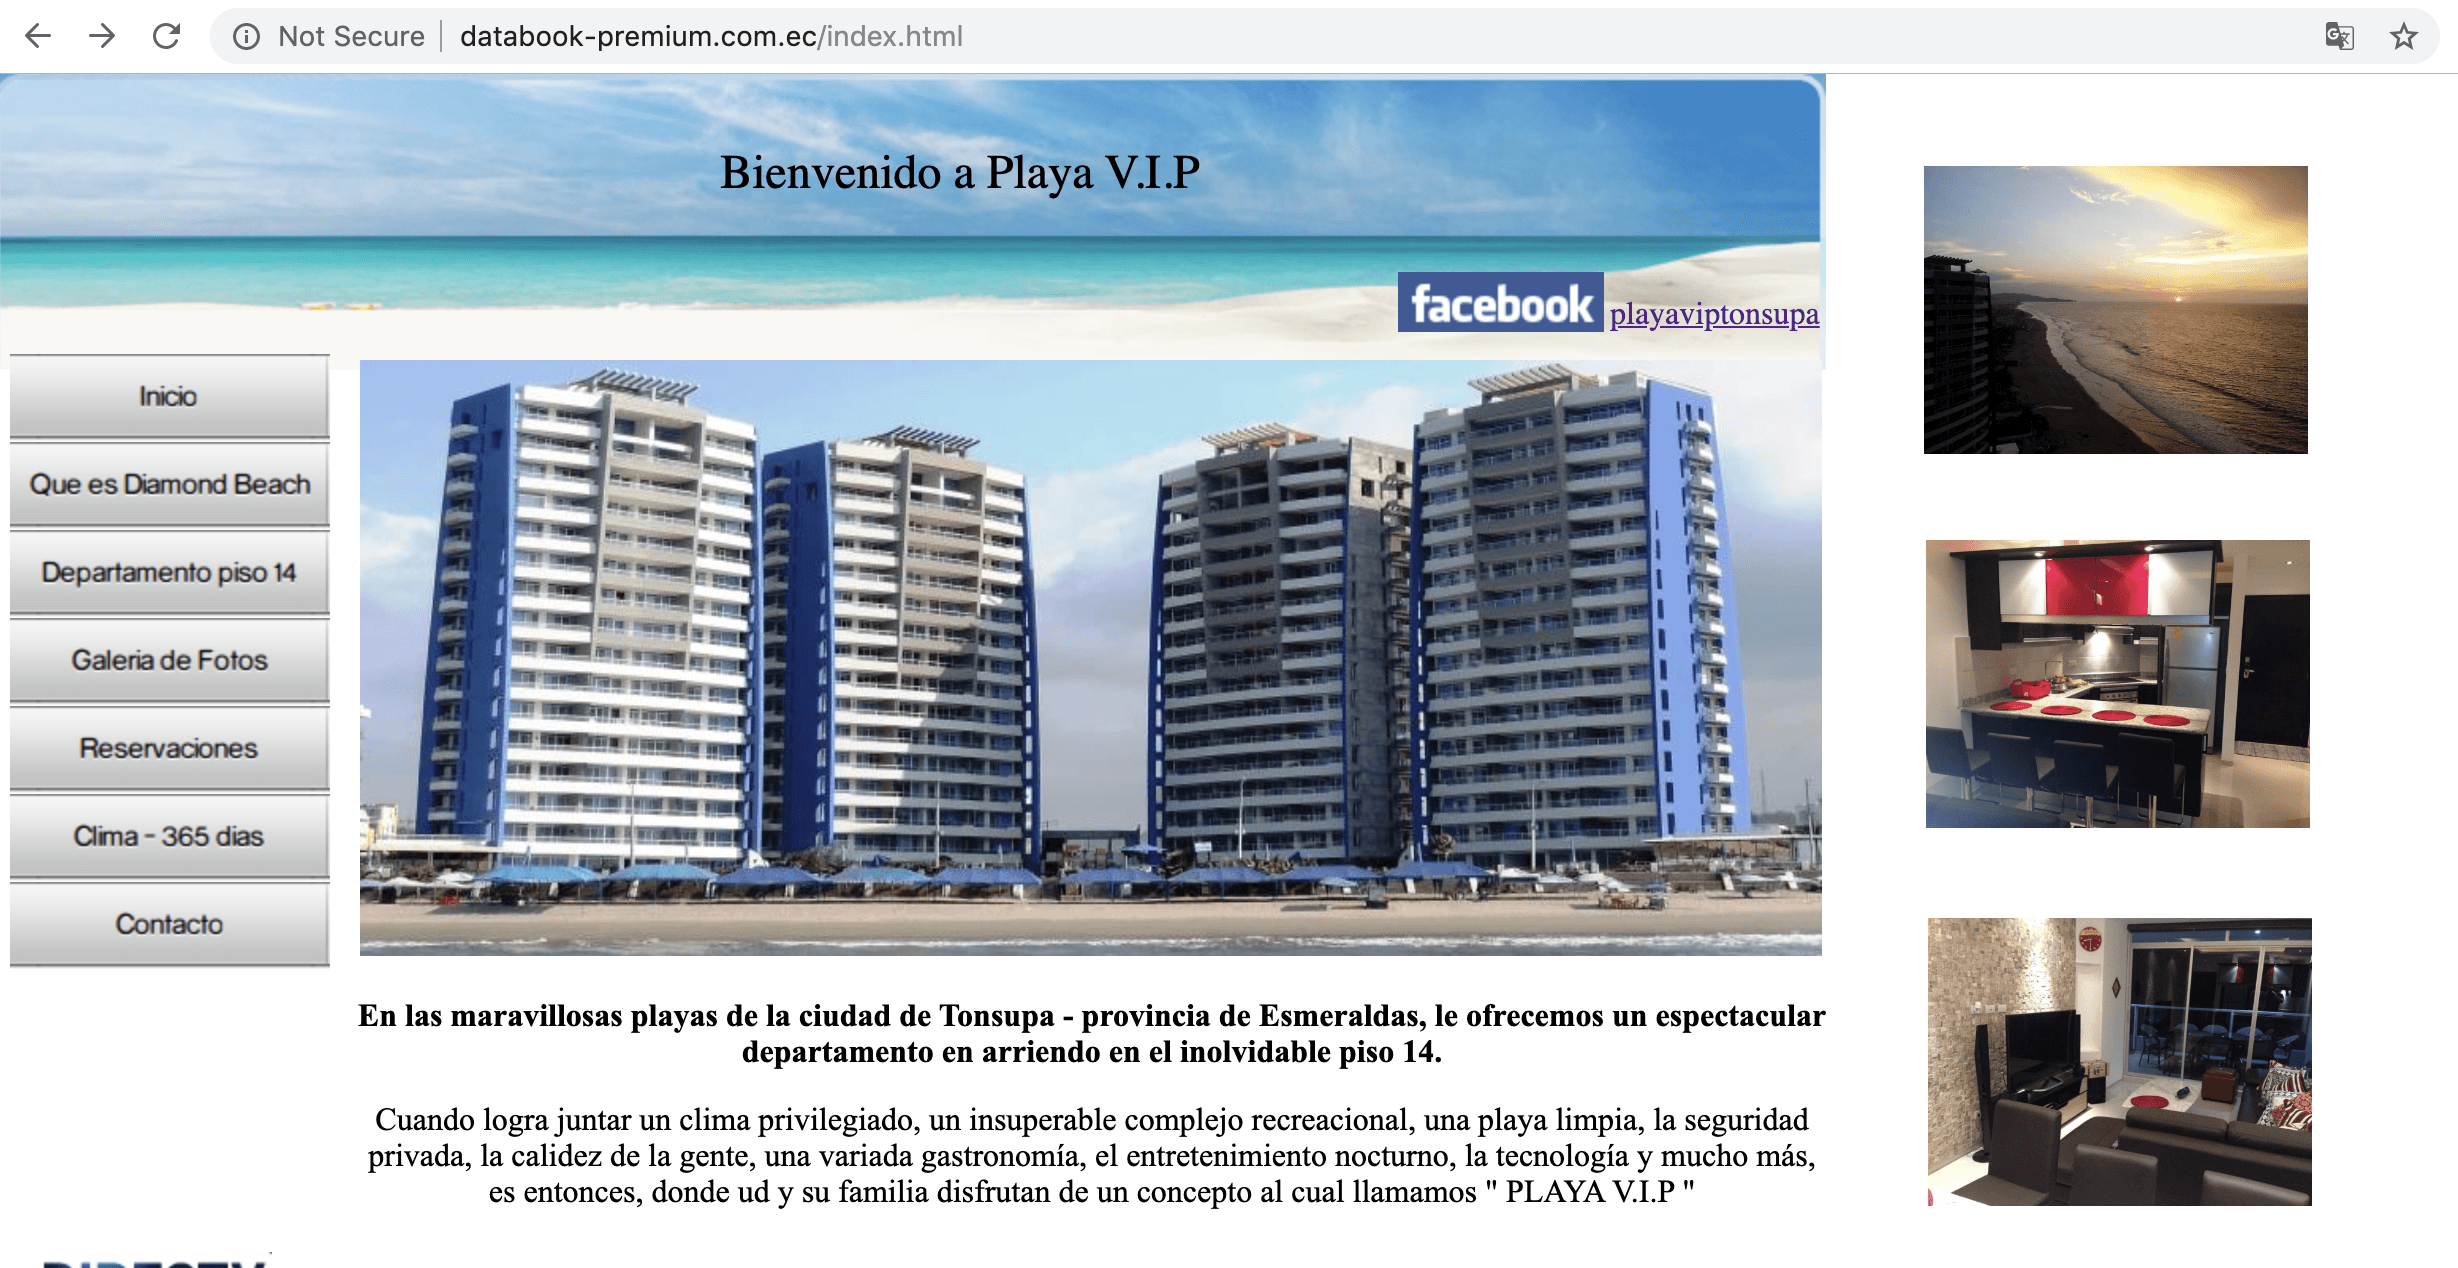 Not Secure databook-premium.com.ec/index.html
Bienvenido a Playa V.I.P
facebook playaviptonsupa
Inicio
Que es Diamond Beach
Departamento piso 14
Galeria de Fotos
Reservaciones
Clima - 365 dias
Contacto
En las maravillosas playas de la ciudad de Tonsupa - provincia de Esmeraldas, le ofrecemos un espectacular
departamento en arriendo en el inolvidable piso 14.
Cuando logra juntar un clima privilegiado, un insuperable complejo recreacional, una playa limpia, la seguridad
privada, la calidez de la gente, una variada gastronomía, el entretenimiento nocturno, la tecnología y mucho más,
es entonces, donde ud y su familia disfrutan de un concepto al cual llamamos " PLAYA V.I.P "